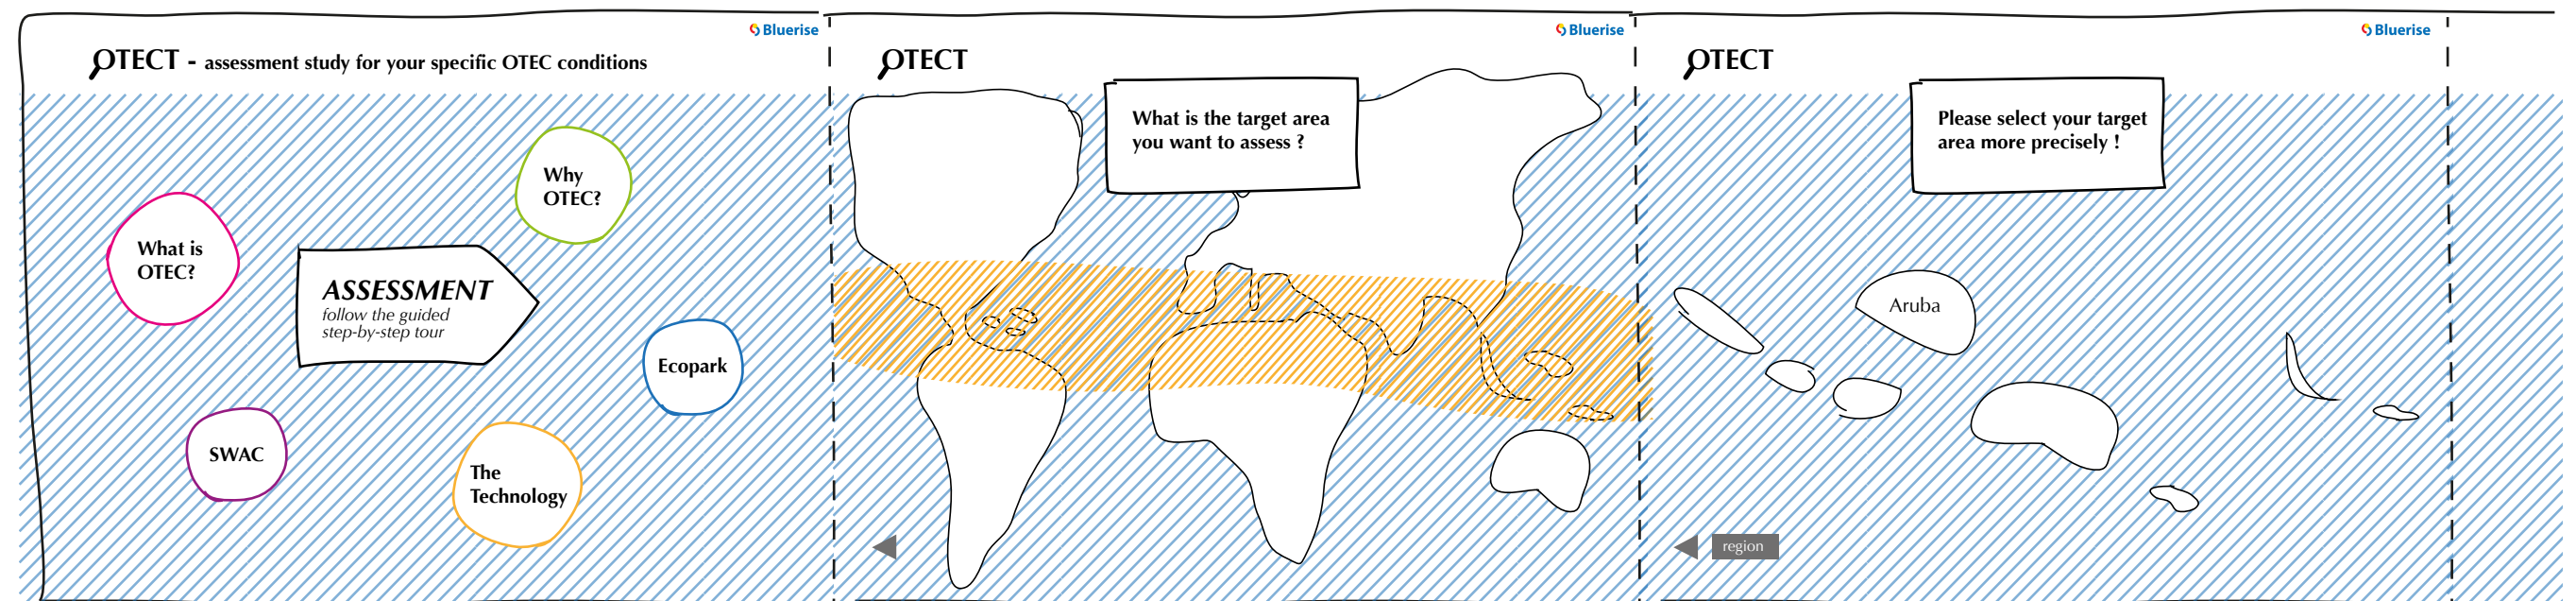 Bluerise
OTECT - assessment study for your specific OTEC conditions
Why
OTEC?
What is
OTEC?
ASSESSMENT
follow the guided
step-by-step tour
Ecopark
SWAC
The
Technology
Bluerise
OTECT
What is the target area
you want to assess ?
Bluerise
OTECT
Please select your target
area more precisely !
Aruba
region